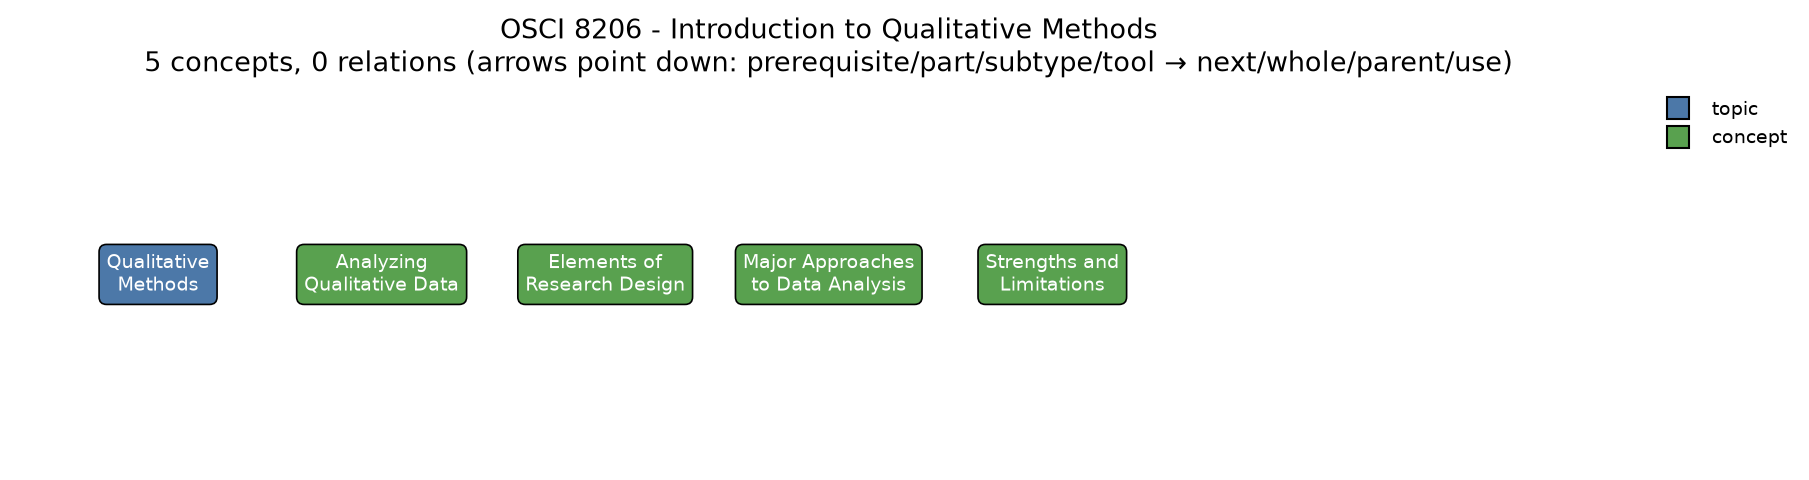 OSCI 8206 - Introduction to Qualitative Methods
5 concepts, 0 relations (arrows point down: prerequisite/part/subtype/tool → next/whole/parent/use)
topic
concept
Qualitative
Methods
Analyzing
Qualitative Data
Elements of
Research Design
Major Approaches
to Data Analysis
Strengths and
Limitations